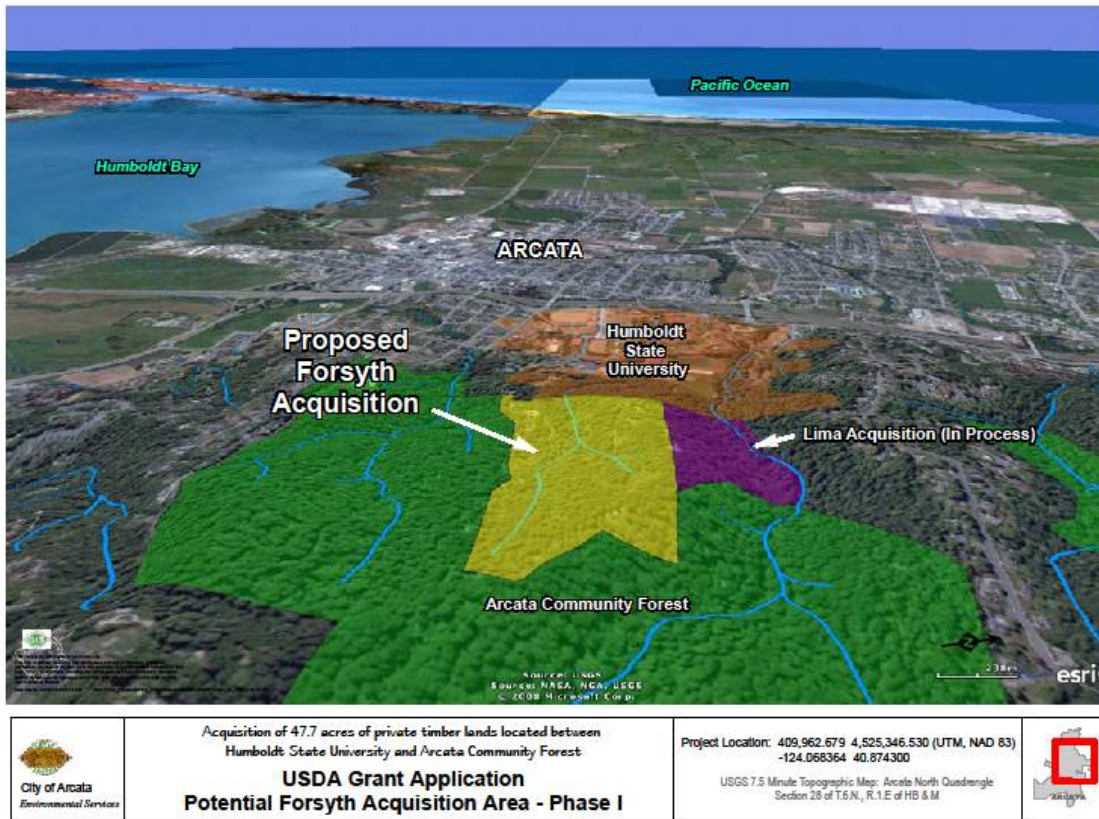 Pacific Ocean
Humboldt Bay
ARCATA
Humboldt
State
University
Proposed
Forsyth
Acquisition
Lima Acquisition (In Process)
Arcata Community Forest
Source: USGS
Source: NASA, NGA, USGS
© 2008 Microsoft Corp.
Z
238m
esri
City of Arcata
Environmental Services
Acquisition of 47.7 acres of private timber lands located between
Humboldt State University and Arcata Community Forest
USDA Grant Application
Potential Forsyth Acquisition Area - Phase I
Project Location: 409,962.679 4,525,346.530 (UTM, NAD 83)
-124.068364 40.874300
USGS 7.5 Minute Topographic Map: Arcata North Quadrangle
Section 28 of T.6.N., R.1.E of HB & M
ARCATA